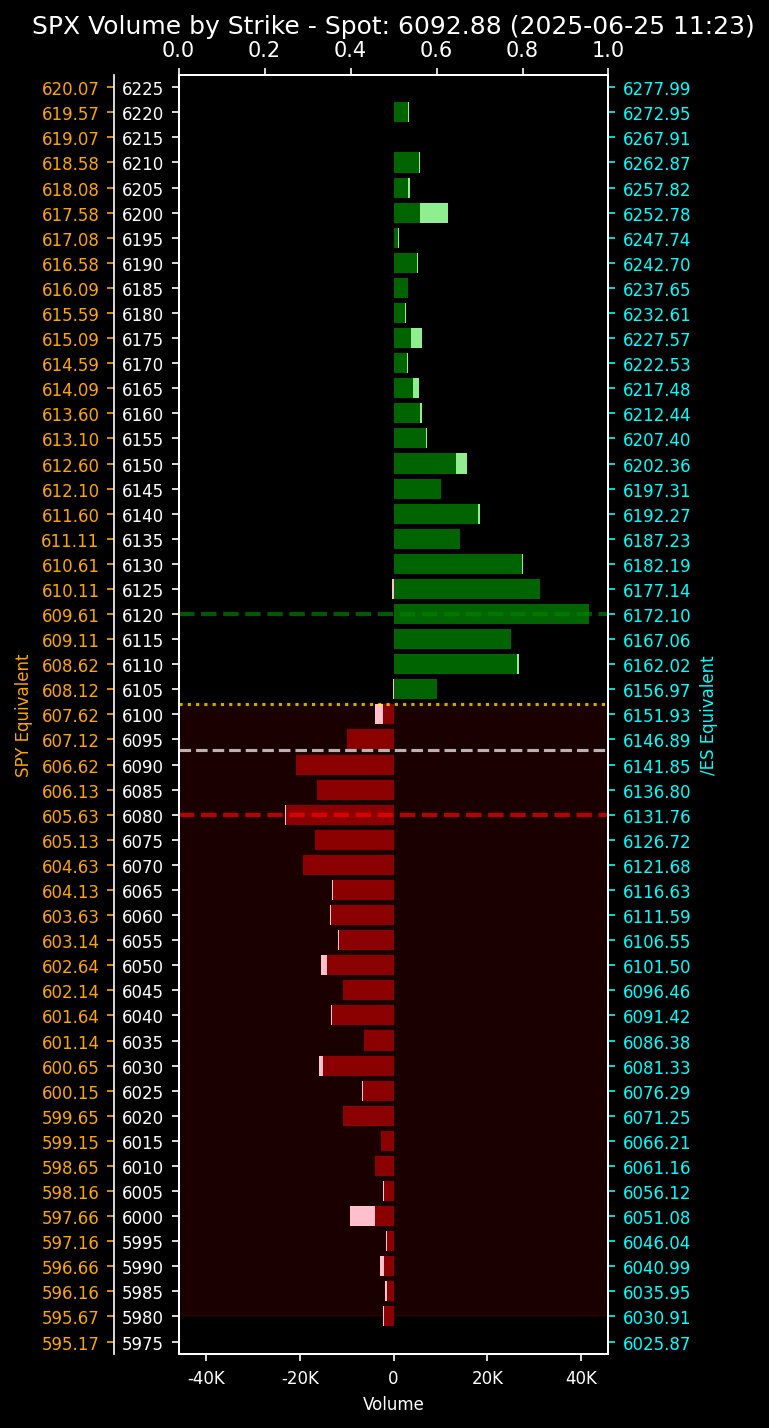 SPX Volume by Strike - Spot: 6092.88 (2025-06-25 11:23)
0.0 0.2 0.4 0.6 0.8 1.0
620.07 6225 6277.99
619.57 6220 6272.95
619.07 6215 6267.91
618.58 6210 6262.87
618.08 6205 6257.82
617.58 6200 6252.78
617.08 6195 6247.74
616.58 6190 6242.70
616.09 6185 6237.65
615.59 6180 6232.61
615.09 6175 6227.57
614.59 6170 6222.53
614.09 6165 6217.48
613.60 6160 6212.44
613.10 6155 6207.40
612.60 6150 6202.36
612.10 6145 6197.31
611.60 6140 6192.27
611.11 6135 6187.23
610.61 6130 6182.19
610.11 6125 6177.14
609.61 6120 6172.10
609.11 6115 6167.06
608.62 6110 6162.02
608.12 6105 6156.97
607.62 6100 6151.93
607.12 6095 6146.89
606.62 6090 6141.85
606.13 6085 6136.80
605.63 6080 6131.76
605.13 6075 6126.72
604.63 6070 6121.68
604.13 6065 6116.63
603.63 6060 6111.59
603.14 6055 6106.55
602.64 6050 6101.50
602.14 6045 6096.46
601.64 6040 6091.42
601.14 6035 6086.38
600.65 6030 6081.33
600.15 6025 6076.29
599.65 6020 6071.25
599.15 6015 6066.21
598.65 6010 6061.16
598.16 6005 6056.12
597.66 6000 6051.08
597.16 5995 6046.04
596.66 5990 6040.99
596.16 5985 6035.95
595.67 5980 6030.91
595.17 5975 6025.87
SPY Equivalent
/ES Equivalent
-40K -20K 0 20K 40K
Volume